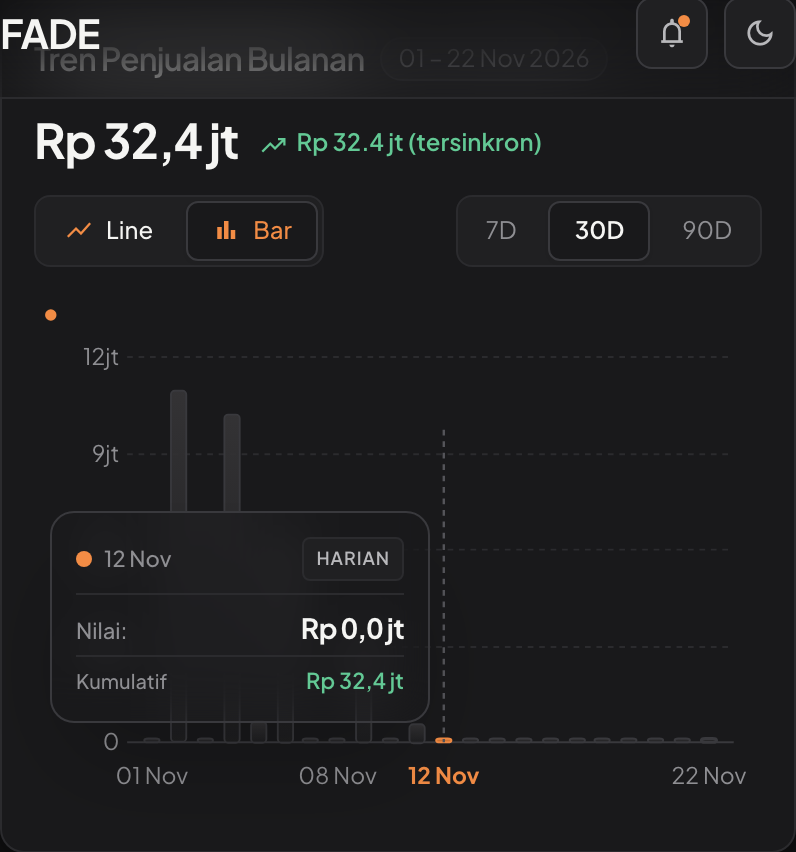 FADE
Tren Penjualan Bulanan 01 – 22 Nov 2026
Rp 32,4 jt Rp 32.4 jt (tersinkron)
Line Bar 7D 30D 90D
12jt
9jt
12 Nov HARIAN
Nilai: Rp 0,0 jt
Kumulatif Rp 32,4 jt
0
01 Nov 08 Nov 12 Nov 22 Nov